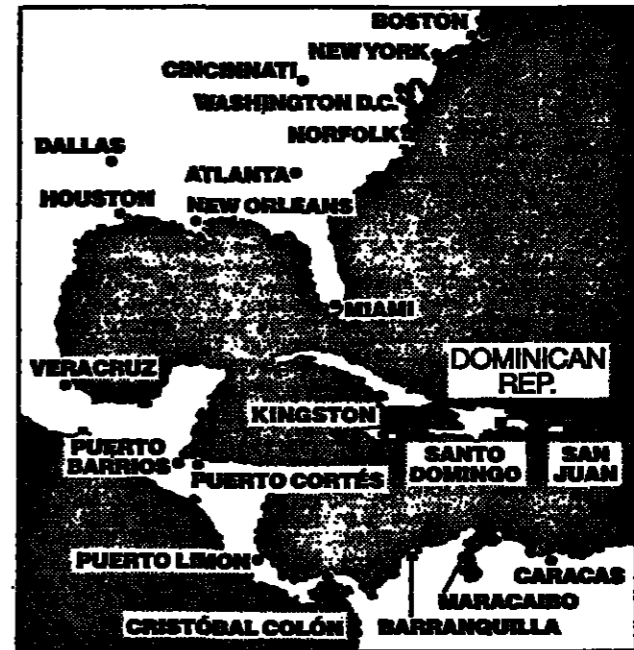 BOSTON
NEW YORK
CINCINNATI
WASHINGTON D.C.
NORFOLK
DALLAS
ATLANTA
HOUSTON
NEW ORLEANS
MIAMI
DOMINICAN
REP.
VERACRUZ
KINGSTON
PUERTO
BARRIOS
SANTO
DOMINGO
SAN
JUAN
PUERTO CORTÉS
PUERTO LIMON
CARACAS
MARACAIBO
CRISTÓBAL COLÓN
BARRANQUILLA